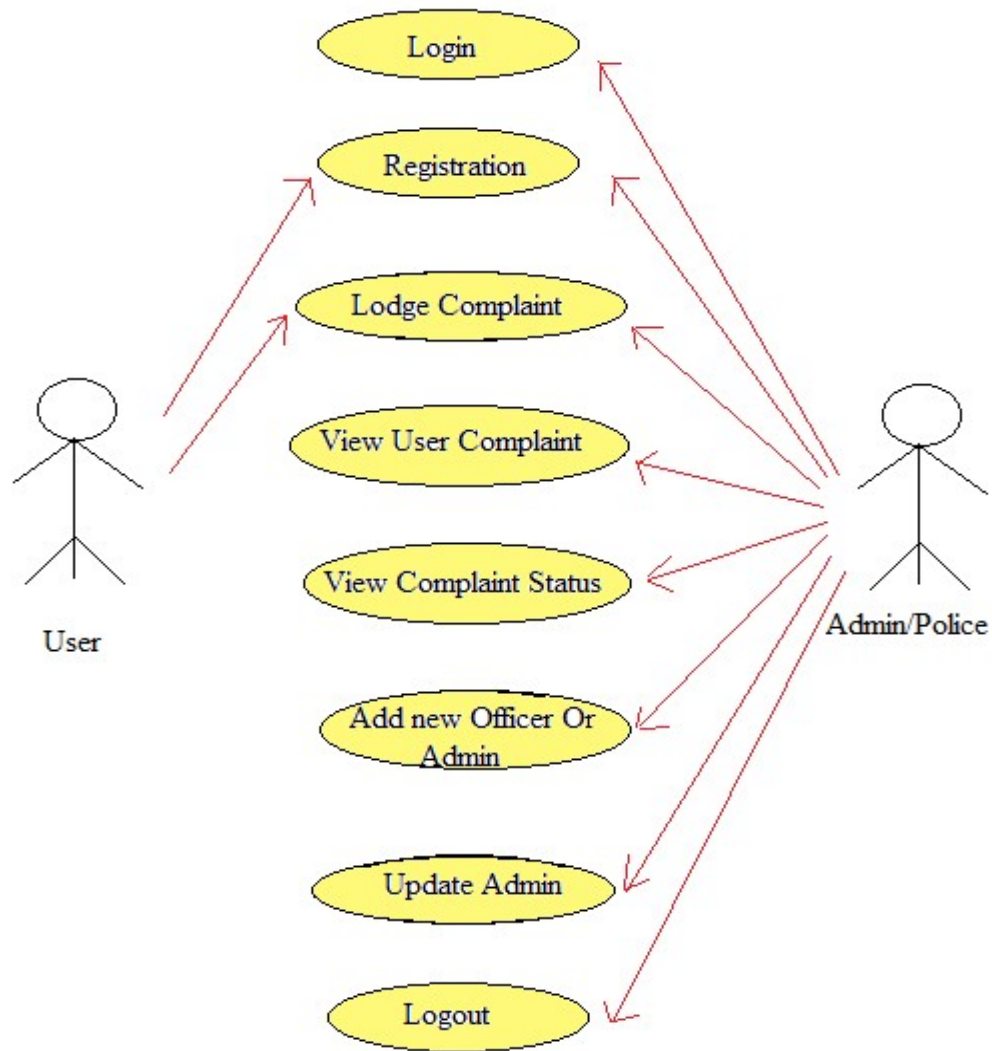 Login
Registration
Lodge Complaint
View User Complaint
View Complaint Status
User
Admin/Police
Add new Officer Or
Admin
Update Admin
Logout